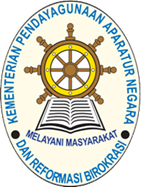 KEMENTERIAN PENDAYAGUNAAN APARATUR NEGARA
MELAYANI MASYARAKAT
DAN REFORMASI BIROKRASI